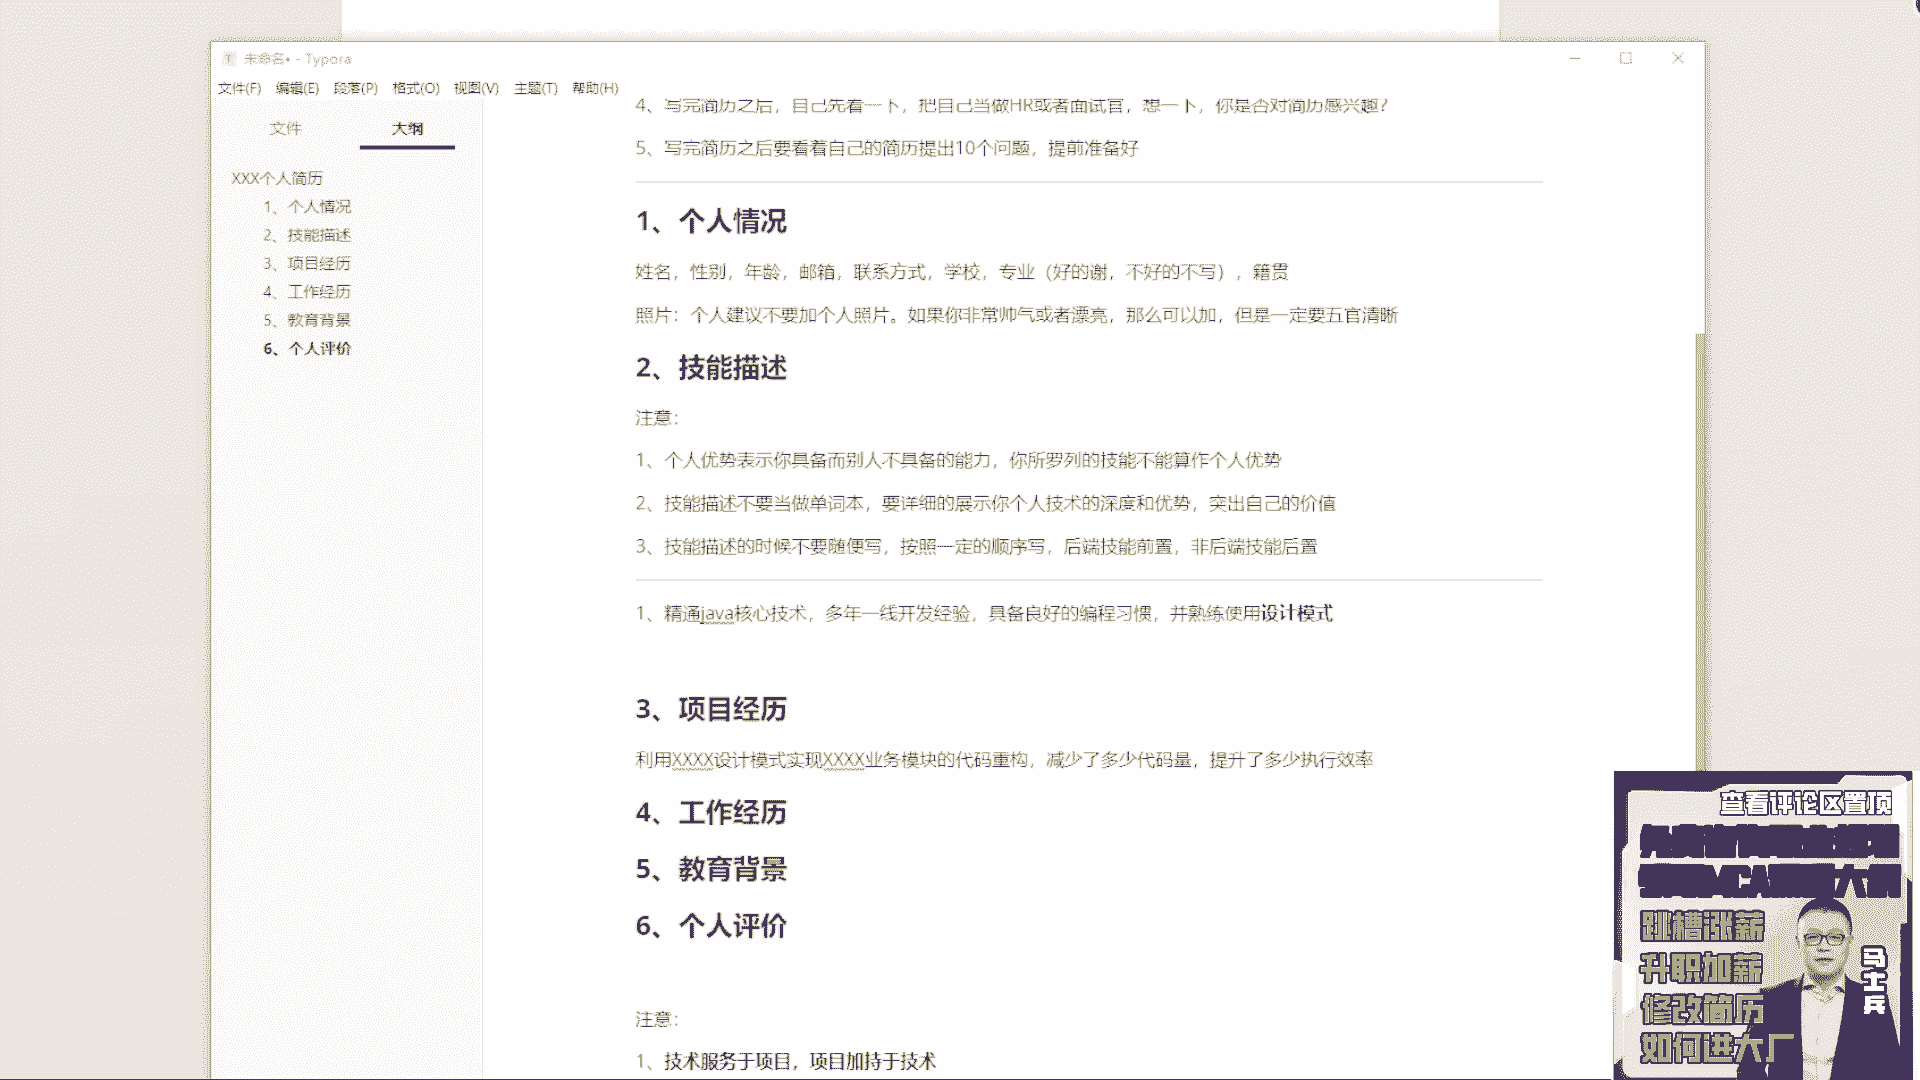 未命名• - Typora
文件(F) 编辑(E) 段落(P) 格式(O) 视图(V) 主题(T) 帮助(H)
文件 大纲
XXX个人简历
1、个人情况
2、技能描述
3、项目经历
4、工作经历
5、教育背景
6、个人评价
4、写完简历之后，自己先看一下，把自己当做HR或者面试官，想一下，你是否对简历感兴趣？
5、写完简历之后要看着自己的简历提出10个问题，提前准备好
1、个人情况
姓名，性别，年龄，邮箱，联系方式，学校，专业（好的谢，不好的不写），籍贯
照片：个人建议不要加个人照片。如果你非常帅气或者漂亮，那么可以加，但是一定要五官清晰
2、技能描述
注意：
1、个人优势表示你具备而别人不具备的能力，你所罗列的技能不能算作个人优势
2、技能描述不要当做单词本，要详细的展示你个人技术的深度和优势，突出自己的价值
3、技能描述的时候不要随便写，按照一定的顺序写，后端技能前置，非后端技能后置
1、精通java核心技术，多年一线开发经验，具备良好的编程习惯，并熟练使用设计模式
3、项目经历
利用XXXX设计模式实现XXXX业务模块的代码重构，减少了多少代码量，提升了多少执行效率
4、工作经历
5、教育背景
6、个人评价
注意：
1、技术服务于项目，项目加持于技术
查看评论区置顶
跳槽涨薪
升职加薪
修改简历
如何进大厂
马士兵